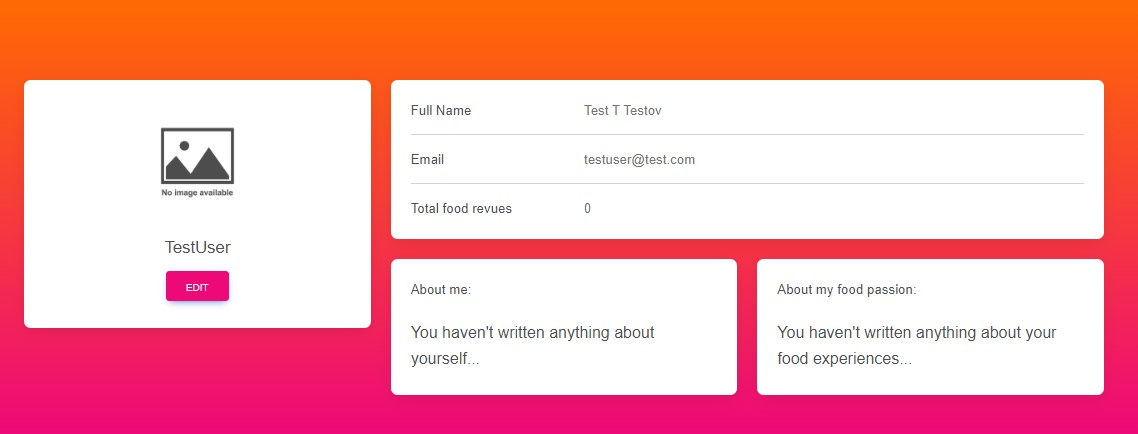 No image available
TestUser
EDIT
Full Name Test T Testov
Email testuser@test.com
Total food revues 0
About me:
You haven't written anything about
yourself...
About my food passion:
You haven't written anything about your
food experiences...